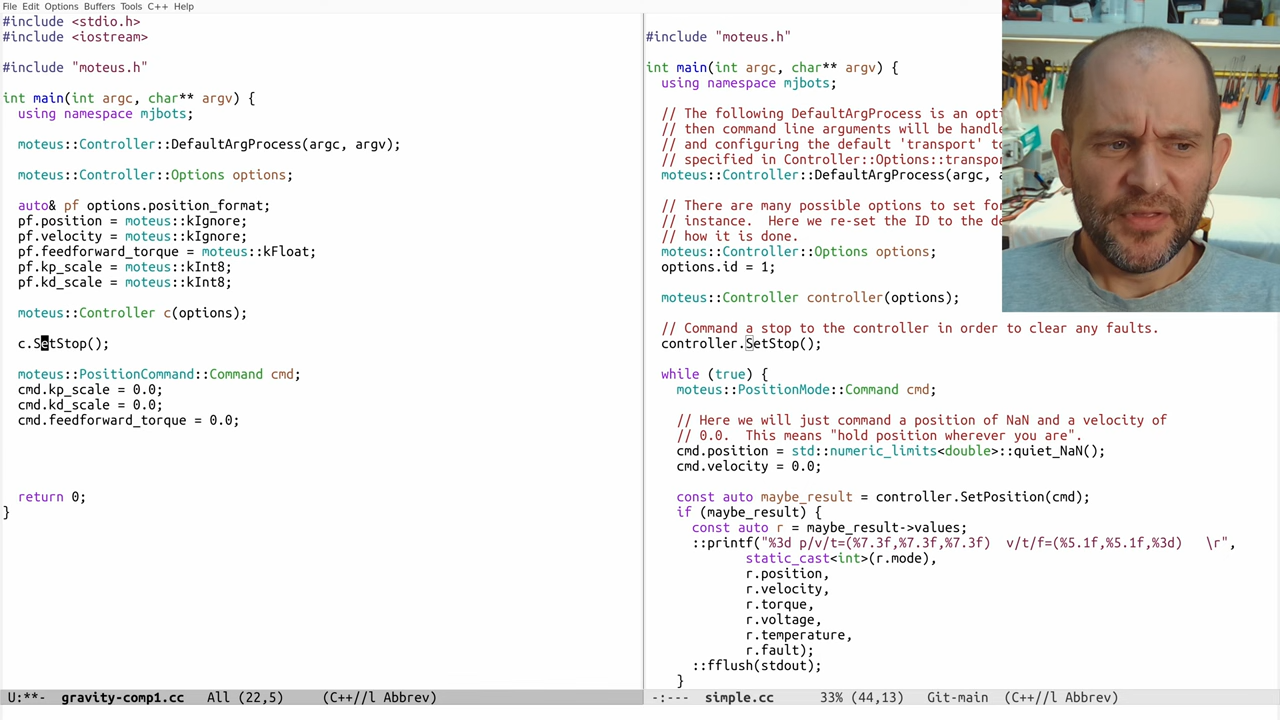 File Edit Options Buffers Tools C++ Help
#include <stdio.h>
#include <iostream>
#include "moteus.h"
int main(int argc, char** argv) {
using namespace mjbots;
moteus::Controller::DefaultArgProcess(argc, argv);
moteus::Controller::Options options;
auto& pf options.position_format;
pf.position = moteus::kIgnore;
pf.velocity = moteus::kIgnore;
pf.feedforward_torque = moteus::kFloat;
pf.kp_scale = moteus::kInt8;
pf.kd_scale = moteus::kInt8;
moteus::Controller c(options);
c.SetStop();
moteus::PositionCommand::Command cmd;
cmd.kp_scale = 0.0;
cmd.kd_scale = 0.0;
cmd.feedforward_torque = 0.0;
return 0;
}
U:**- gravity-comp1.cc All (22,5) (C++//l Abbrev)
#include "moteus.h"
int main(int argc, char** argv) {
using namespace mjbots;
// The following DefaultArgProcess is an opti
// then command line arguments will be handle
// and configuring the default 'transport' to
// specified in Controller::Options::transpor
moteus::Controller::DefaultArgProcess(argc, a
// There are many possible options to set for
// instance. Here we re-set the ID to the de
// how it is done.
moteus::Controller::Options options;
options.id = 1;
moteus::Controller controller(options);
// Command a stop to the controller in order to clear any faults.
controller.SetStop();
while (true) {
moteus::PositionMode::Command cmd;
// Here we will just command a position of NaN and a velocity of
// 0.0. This means "hold position wherever you are".
cmd.position = std::numeric_limits<double>::quiet_NaN();
cmd.velocity = 0.0;
const auto maybe_result = controller.SetPosition(cmd);
if (maybe_result) {
const auto r = maybe_result->values;
::printf("%3d p/v/t=(%7.3f,%7.3f,%7.3f) v/t/f=(%5.1f,%5.1f,%3d) \r",
static_cast<int>(r.mode),
r.position,
r.velocity,
r.torque,
r.voltage,
r.temperature,
r.fault);
::fflush(stdout);
}
-:--- simple.cc 33% (44,13) Git-main (C++//l Abbrev)